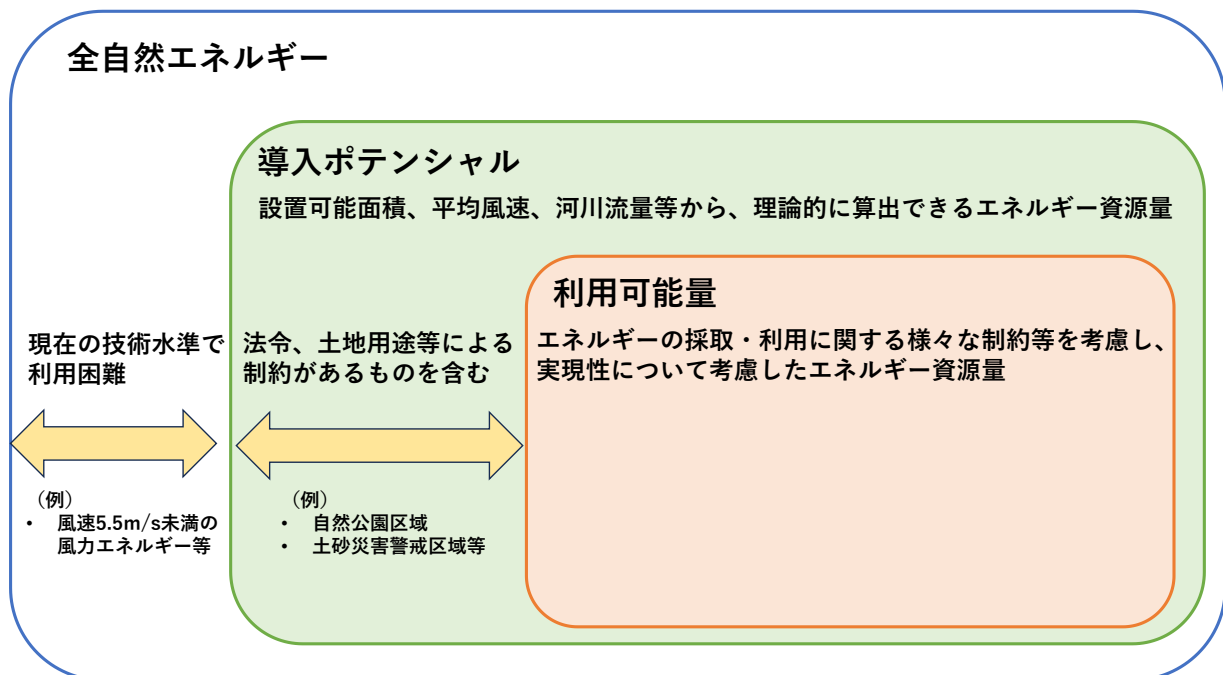 全自然エネルギー
導入ポテンシャル
設置可能面積、平均風速、河川流量等から、理論的に算出できるエネルギー資源量
利用可能量
エネルギーの採取・利用に関する様々な制約等を考慮し、
実現性について考慮したエネルギー資源量
現在の技術水準で
利用困難
法令、土地用途等による
制約があるものを含む
（例）
• 風速5.5m/s未満の
風力エネルギー等
（例）
• 自然公園区域
• 土砂災害警戒区域等